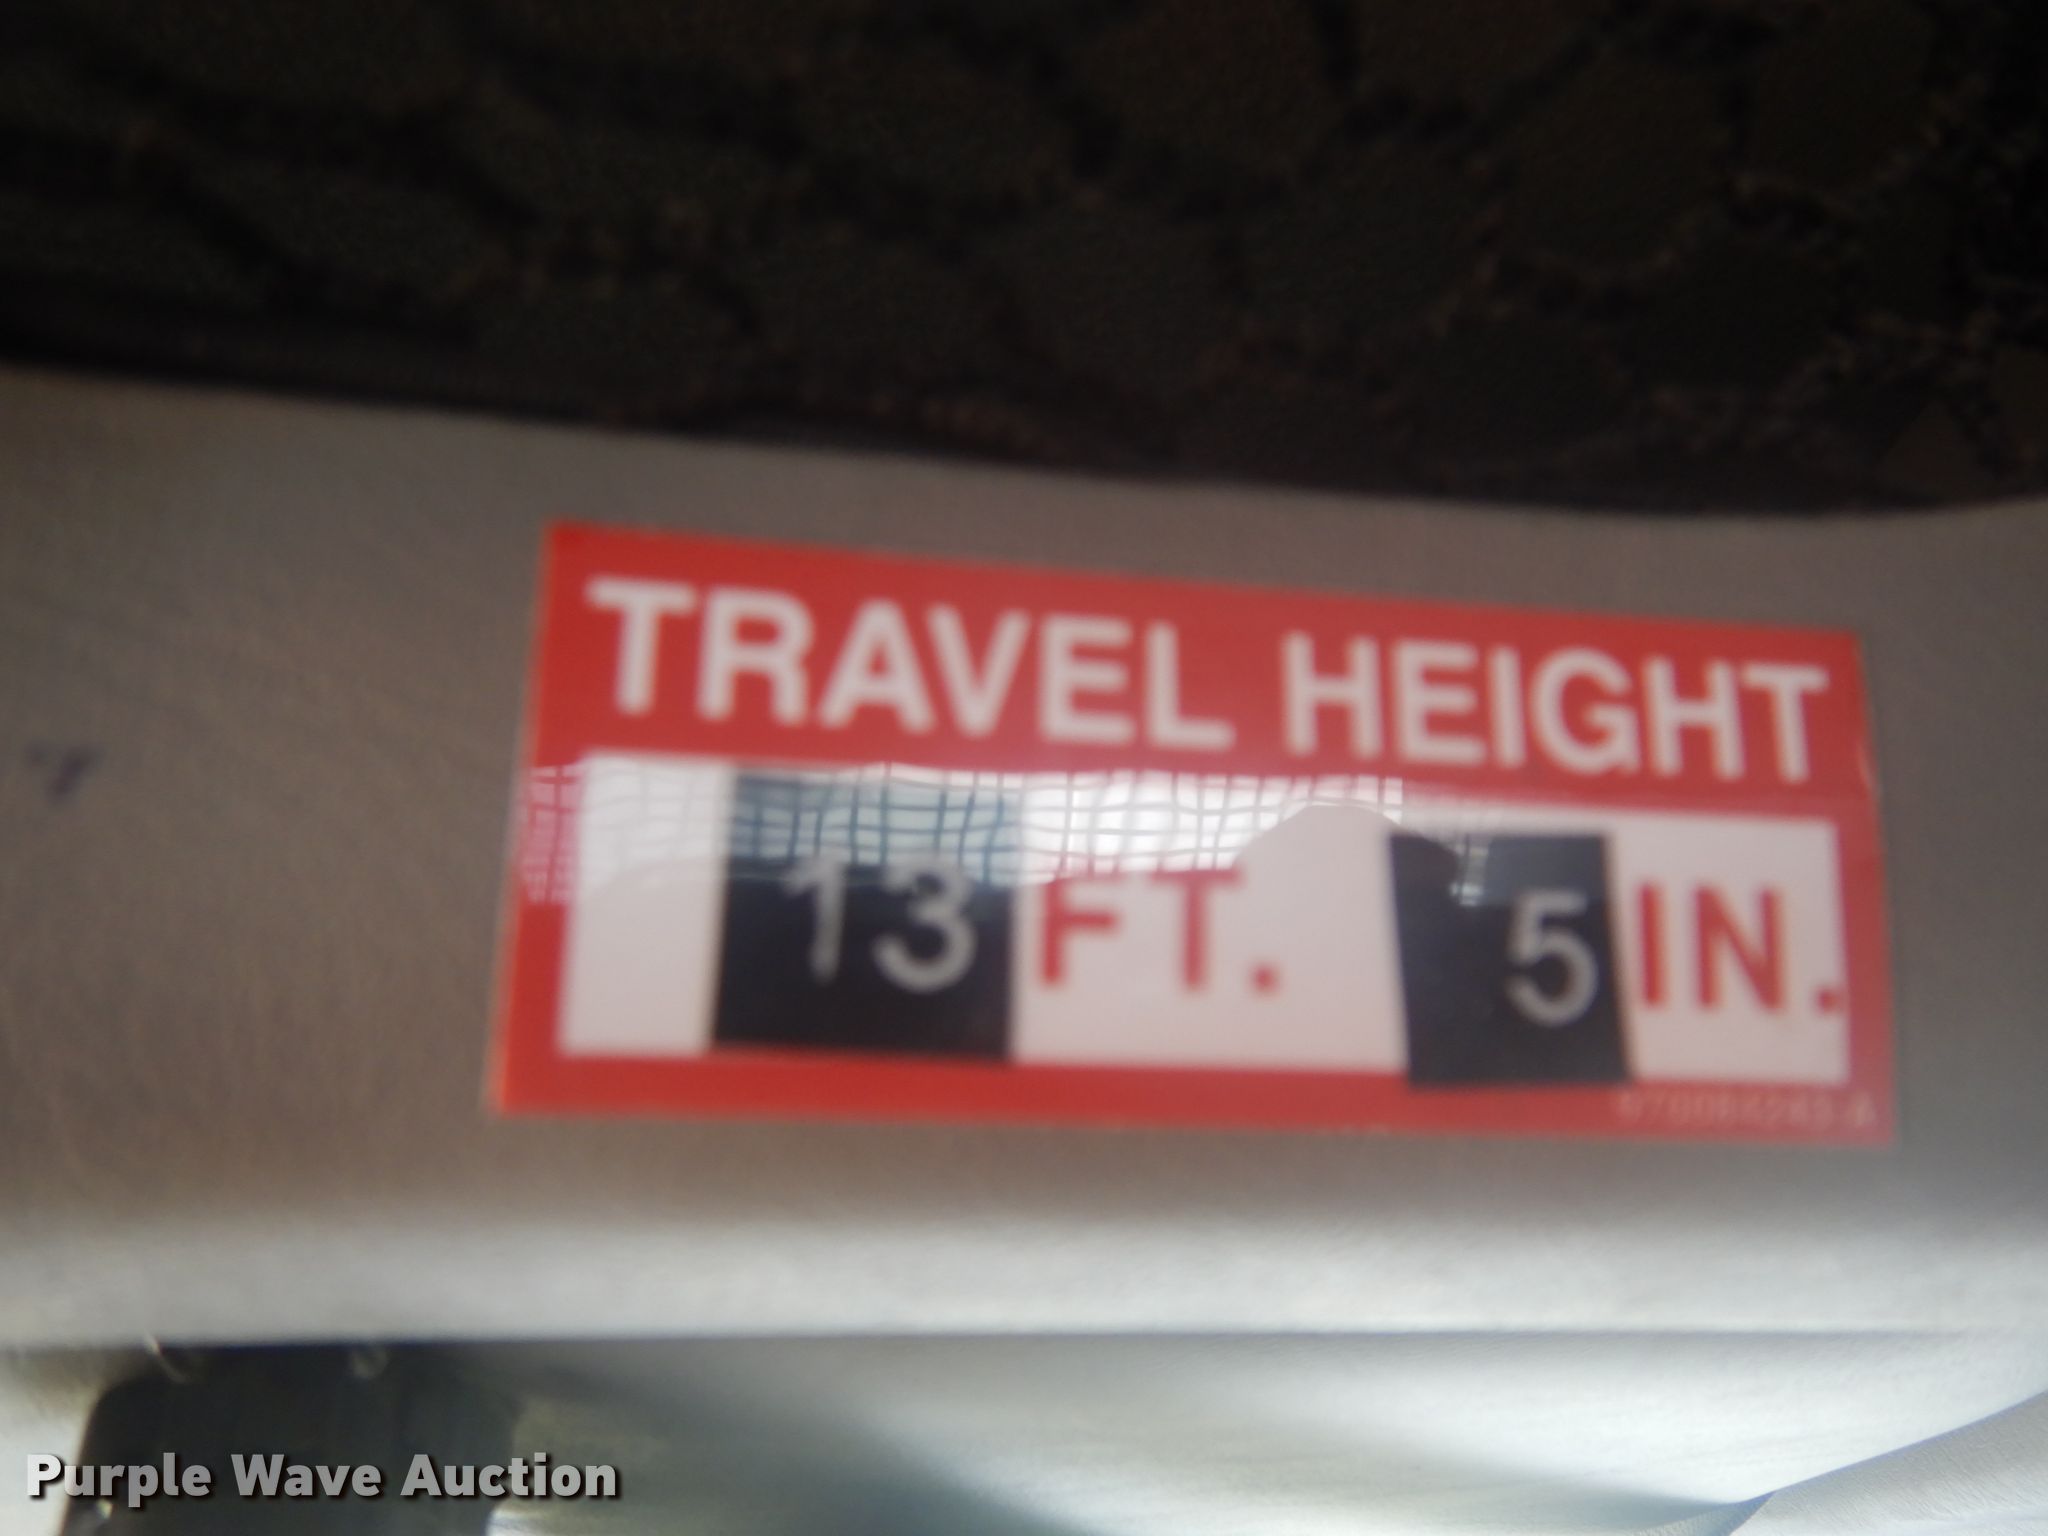 TRAVEL HEIGHT
13 FT. 5 IN.
Purple Wave Auction